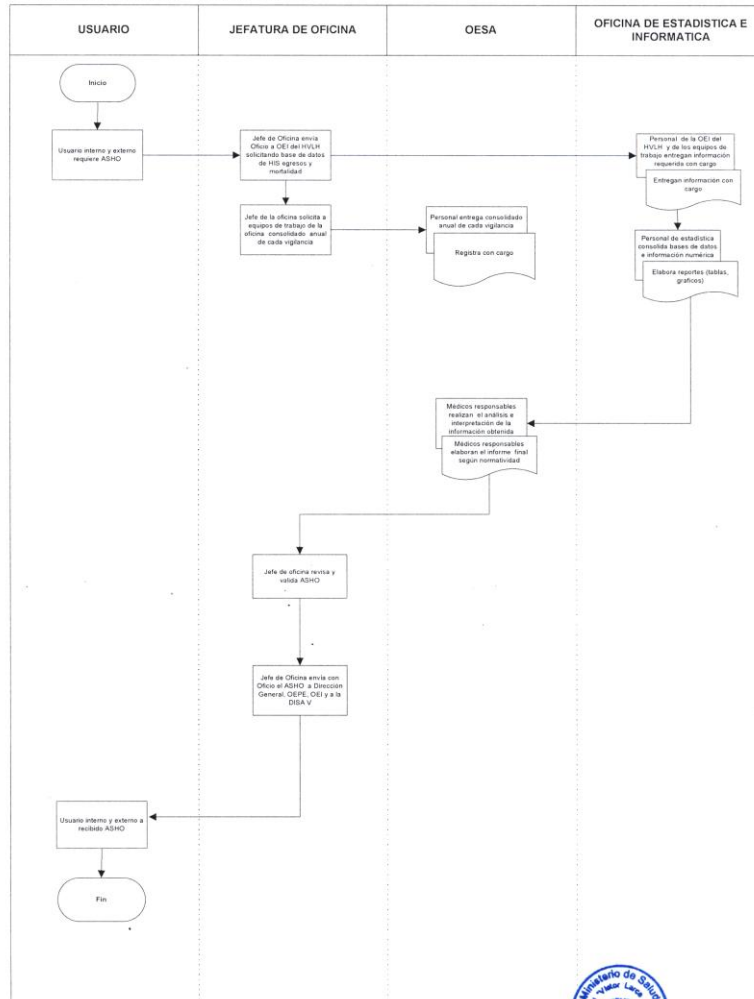 USUARIO
JEFATURA DE OFICINA
OESA
OFICINA DE ESTADISTICA E
INFORMATICA
Inicio
Usuario interno y externo
requiere ASHO
Jefe de Oficina envia
Oficio a OEI del HVLH
solicitando base de datos
de HIS egresos y
mortalidad
Personal de la OEI del
HVLH y de los equipos de
trabajo entregan información
requerida con cargo
Entregan información con
cargo
Jefe de la oficina solicita a
equipos de trabajo de la
oficina consolidado anual
de cada vigilancia
Personal entrega consolidado
anual de cada vigilancia
Registra con cargo
Personal de estadística
consolida bases de datos
e información numérica
Elabora reportes (tablas,
graficos)
Médicos responsables
realizan el análisis e
interpretación de la
información obtenida
Médicos responsables
elaboran el informe final
según normatividad
Jefe de oficina revisa y
valida ASHO
Jefe de Oficina envía con
Oficio el ASHO a Dirección
General, OEPE, OEI y a la
DISA V
Usuario interno y externo a
recibido ASHO
Fin
Ministerio de Salud